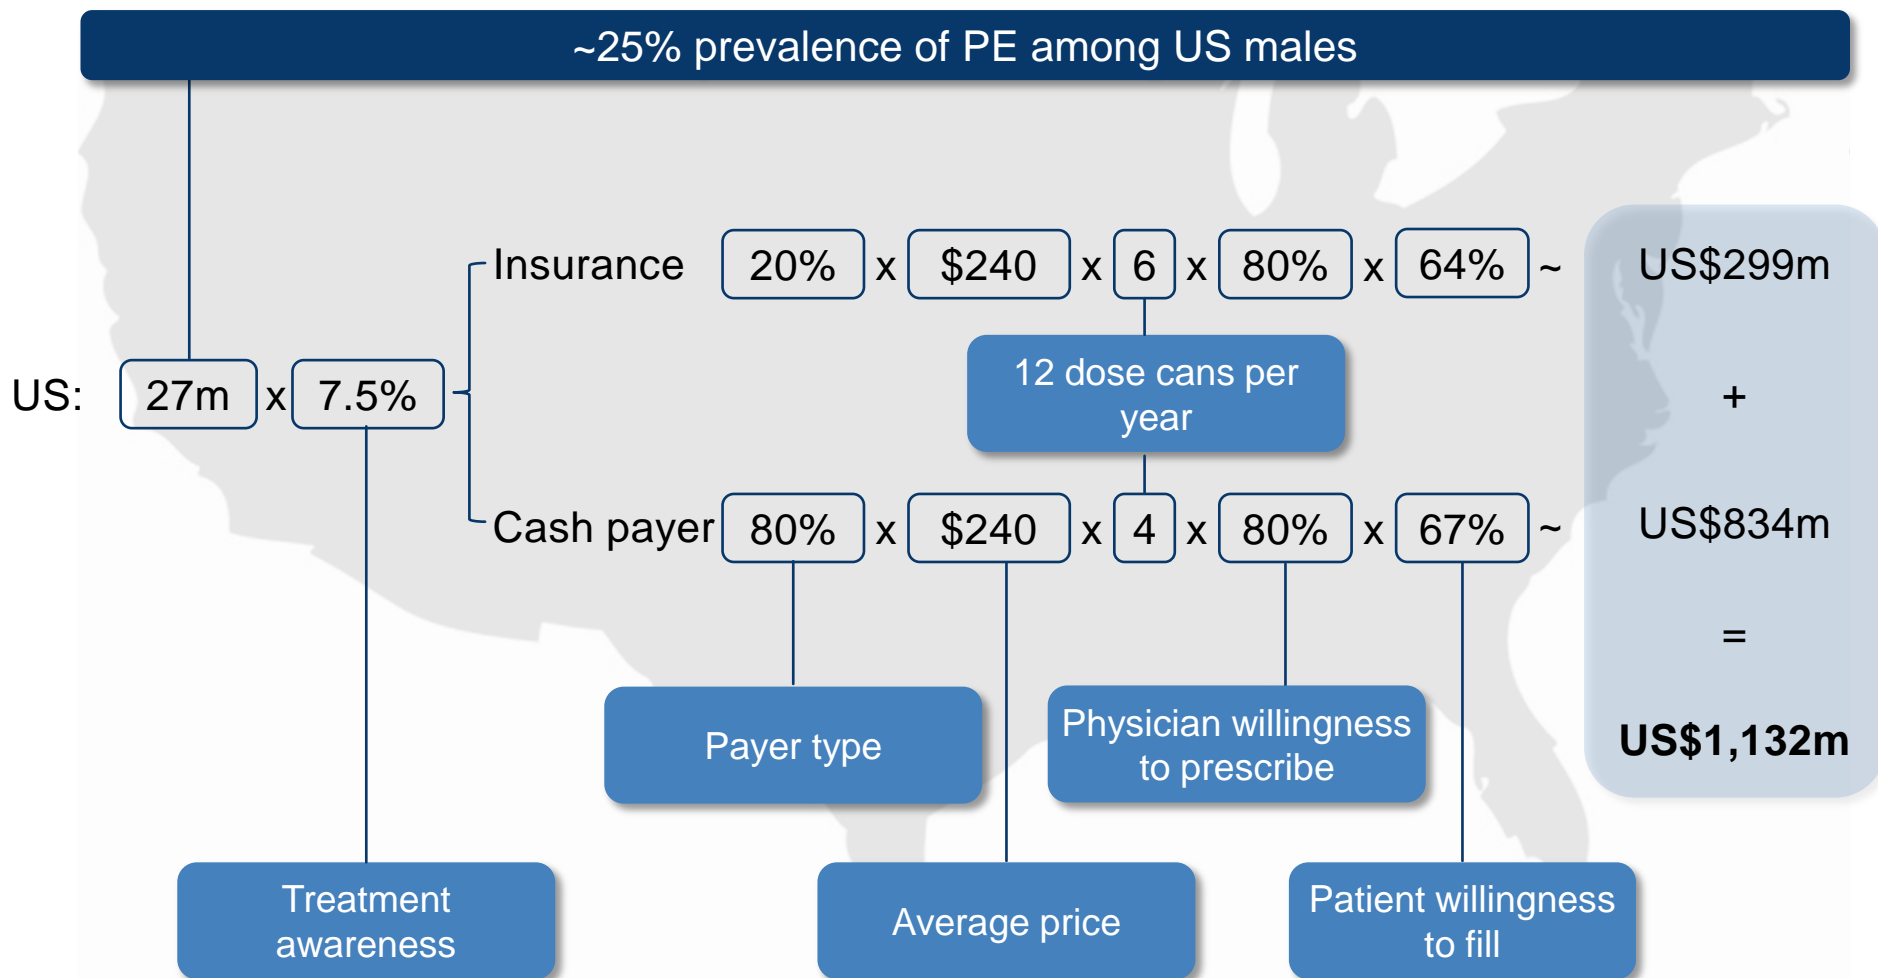 ~25% prevalence of PE among US males
Insurance 20% x $240 x 6 x 80% x 64% ~ US$299m
12 dose cans per
year
US: 27m x 7.5% +
Cash payer 80% x $240 x 4 x 80% x 67% ~ US$834m
=
Payer type
Physician willingness
to prescribe
US$1,132m
Treatment
awareness
Average price
Patient willingness
to fill